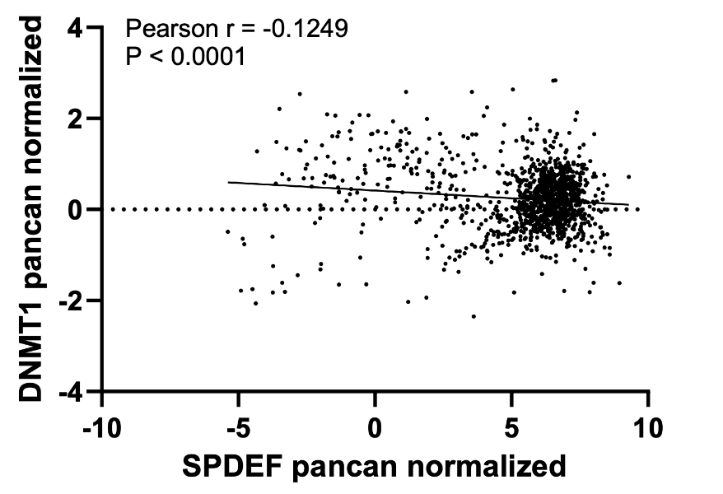 Pearson r = -0.1249
P < 0.0001
DNMT1 pancan normalized
4
2
0
-2
-4
-10
-5
0
5
10
SPDEF pancan normalized